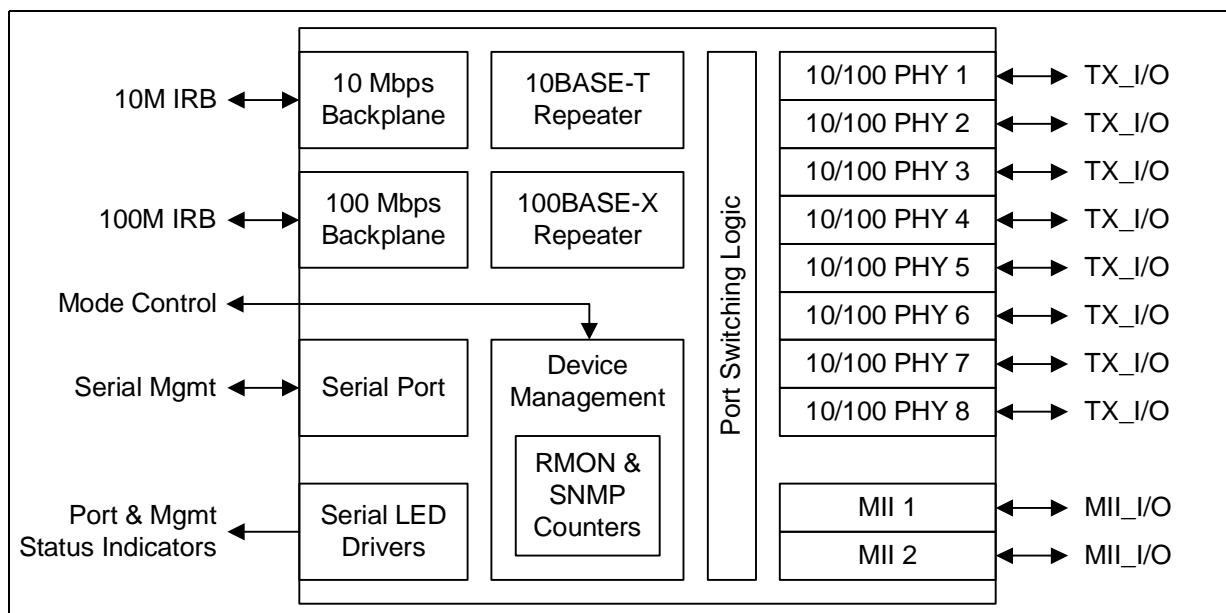 10M IRB
10 Mbps
Backplane
10BASE-T
Repeater
100M IRB
100 Mbps
Backplane
100BASE-X
Repeater
Mode Control
Serial Mgmt
Serial Port
Device
Management
RMON &
SNMP
Counters
Port & Mgmt
Status Indicators
Serial LED
Drivers
Port Switching Logic
10/100 PHY 1
TX_I/O
10/100 PHY 2
TX_I/O
10/100 PHY 3
TX_I/O
10/100 PHY 4
TX_I/O
10/100 PHY 5
TX_I/O
10/100 PHY 6
TX_I/O
10/100 PHY 7
TX_I/O
10/100 PHY 8
TX_I/O
MII 1
MII_I/O
MII 2
MII_I/O